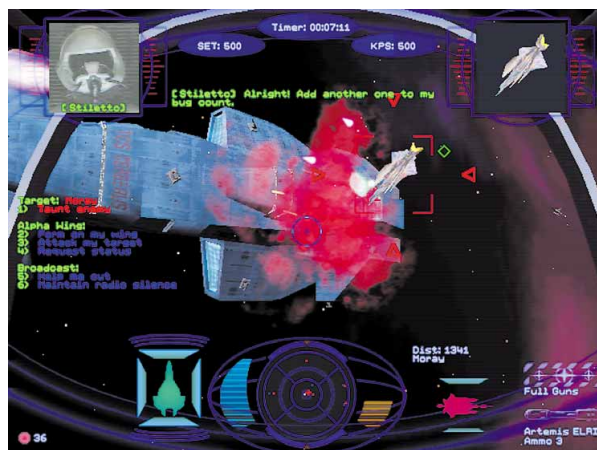 Timer: 00:07:11
SET: 500
KPS: 500
[Stiletto]
[Stiletto] Alright! Add another one to my
bug count.
Target: Moray
1) Taunt enemy
Alpha Wing:
2) Form on my wing
3) Attack my target
4) Request status
Broadcast:
5) Help me out
6) Maintain radio silence
Dist: 1341
Moray
Full Guns
Artemis ELRI
Ammo 3
36